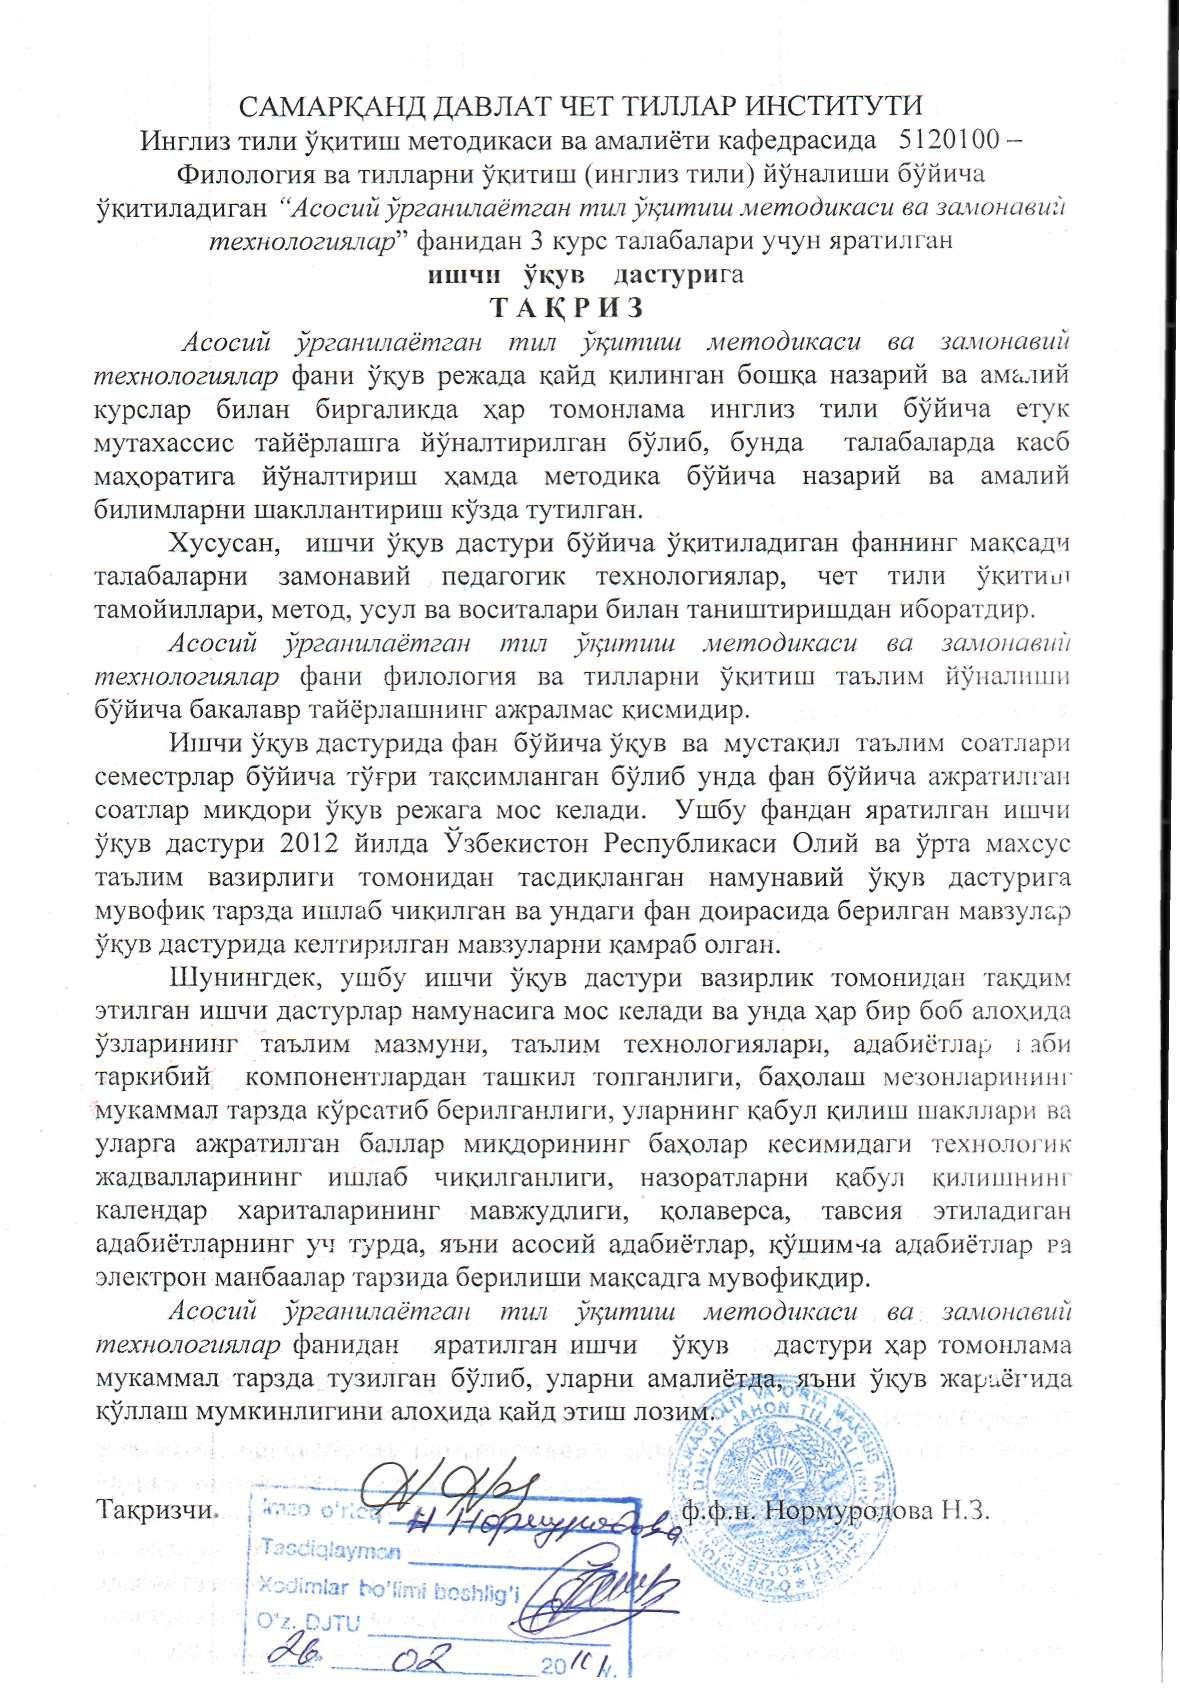 САМАРҚАНД ДАВЛАТ ЧЕТ ТИЛЛАР ИНСТИТУТИ
Инглиз тили ўқитиш методикаси ва амалиёти кафедрасида 5120100 –
Филология ва тилларни ўқитиш (инглиз тили) йўналиши бўйича
ўқитиладиган “Асосий ўрганилаётган тил ўқитиш методикаси ва замонавий
технологиялар” фанидан 3 курс талабалари учун яратилган
ишчи ўқув дастурига
Т А Қ Р И З
Асосий ўрганилаётган тил ўқитиш методикаси ва замонавий
технологиялар фани ўқув режада қайд қилинган бошқа назарий ва амалий
курслар билан биргаликда ҳар томонлама инглиз тили бўйича етук
мутахассис тайёрлашга йўналтирилган бўлиб, бунда талабаларда касб
маҳоратига йўналтириш ҳамда методика бўйича назарий ва амалий
билимларни шакллантириш кўзда тутилган.
Хусусан, ишчи ўқув дастури бўйича ўқитиладиган фаннинг мақсади
талабаларни замонавий педагогик технологиялар, чет тили ўқитиш
тамойиллари, метод, усул ва воситалари билан таништиришдан иборатдир.
Асосий ўрганилаётган тил ўқитиш методикаси ва замонавий
технологиялар фани филология ва тилларни ўқитиш таълим йўналиши
бўйича бакалавр тайёрлашнинг ажралмас қисмидир.
Ишчи ўқув дастурида фан бўйича ўқув ва мустақил таълим соатлари
семестрлар бўйича тўғри тақсимланган бўлиб унда фан бўйича ажратилган
соатлар миқдори ўқув режага мос келади. Ушбу фандан яратилган ишчи
ўқув дастури 2012 йилда Ўзбекистон Республикаси Олий ва ўрта махсус
таълим вазирлиги томонидан тасдиқланган намунавий ўқув дастурига
мувофиқ тарзда ишлаб чиқилган ва ундаги фан доирасида берилган мавзулар
ўқув дастурида келтирилган мавзуларни қамраб олган.
Шунингдек, ушбу ишчи ўқув дастури вазирлик томонидан тақдим
этилган ишчи дастурлар намунасига мос келади ва унда ҳар бир боб алоҳида
ўзларининг таълим мазмуни, таълим технологиялари, адабиётлар каби
таркибий компонентлардан ташкил топганлиги, баҳолаш мезонларининг
мукаммал тарзда кўрсатиб берилганлиги, уларнинг қабул қилиш шакллари ва
уларга ажратилган баллар миқдорининг баҳолар кесимидаги технологик
жадвалларининг ишлаб чиқилганлиги, назоратларни қабул қилишнинг
календар хариталарининг мавжудлиги, қолаверса, тавсия этиладиган
адабиётларнинг уч турда, яъни асосий адабиётлар, қўшимча адабиётлар ва
электрон манбаалар тарзида берилиши мақсадга мувофиқдир.
Асосий ўрганилаётган тил ўқитиш методикаси ва замонавий
технологиялар фанидан яратилган ишчи ўқув дастури ҳар томонлама
мукаммал тарзда тузилган бўлиб, уларни амалиётда, яъни ўқув жараёнида
қўллаш мумкинлигини алоҳида қайд этиш лозим.
Тақризчи. ф.ф.н. Нормуродова Н.З.
Imzo o'rtoq Н Нормуродова
Tasdiqlayman
Xodimlar bo'limi boshlig'i
O'z. DJTU
26 02 20